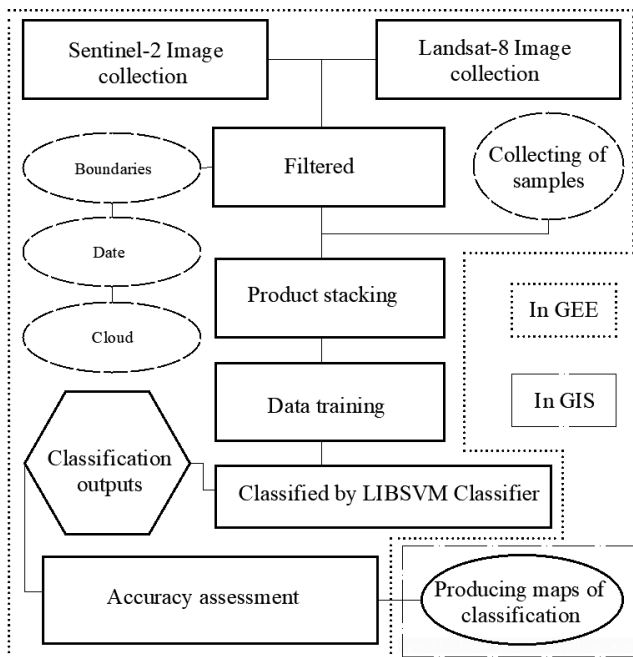 Sentinel-2 Image
collection
Landsat-8 Image
collection
Boundaries
Filtered
Collecting of
samples
Date
Product stacking
In GEE
Cloud
Data training
In GIS
Classification
outputs
Classified by LIBSVM Classifier
Accuracy assessment
Producing maps of
classification